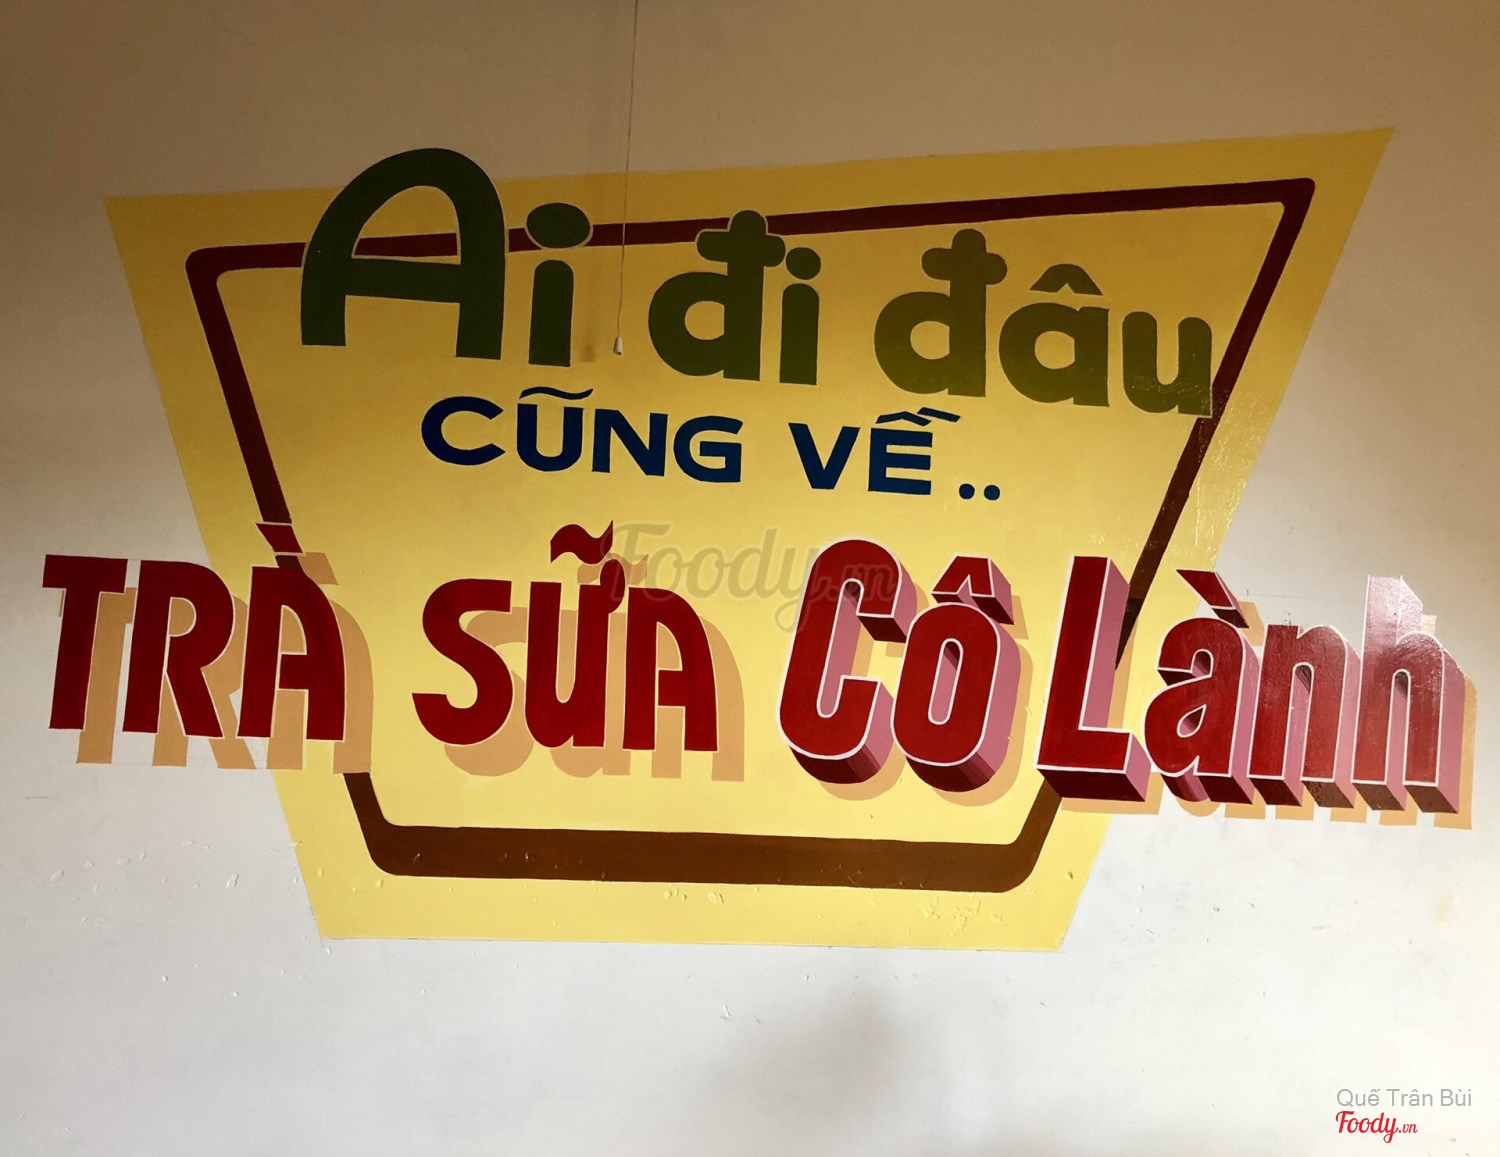 Ai đi đâu
CŨNG VỀ..
TRÀ SỮA Cô Lành
Foody.vn
Quế Trân Bùi
Foody.vn